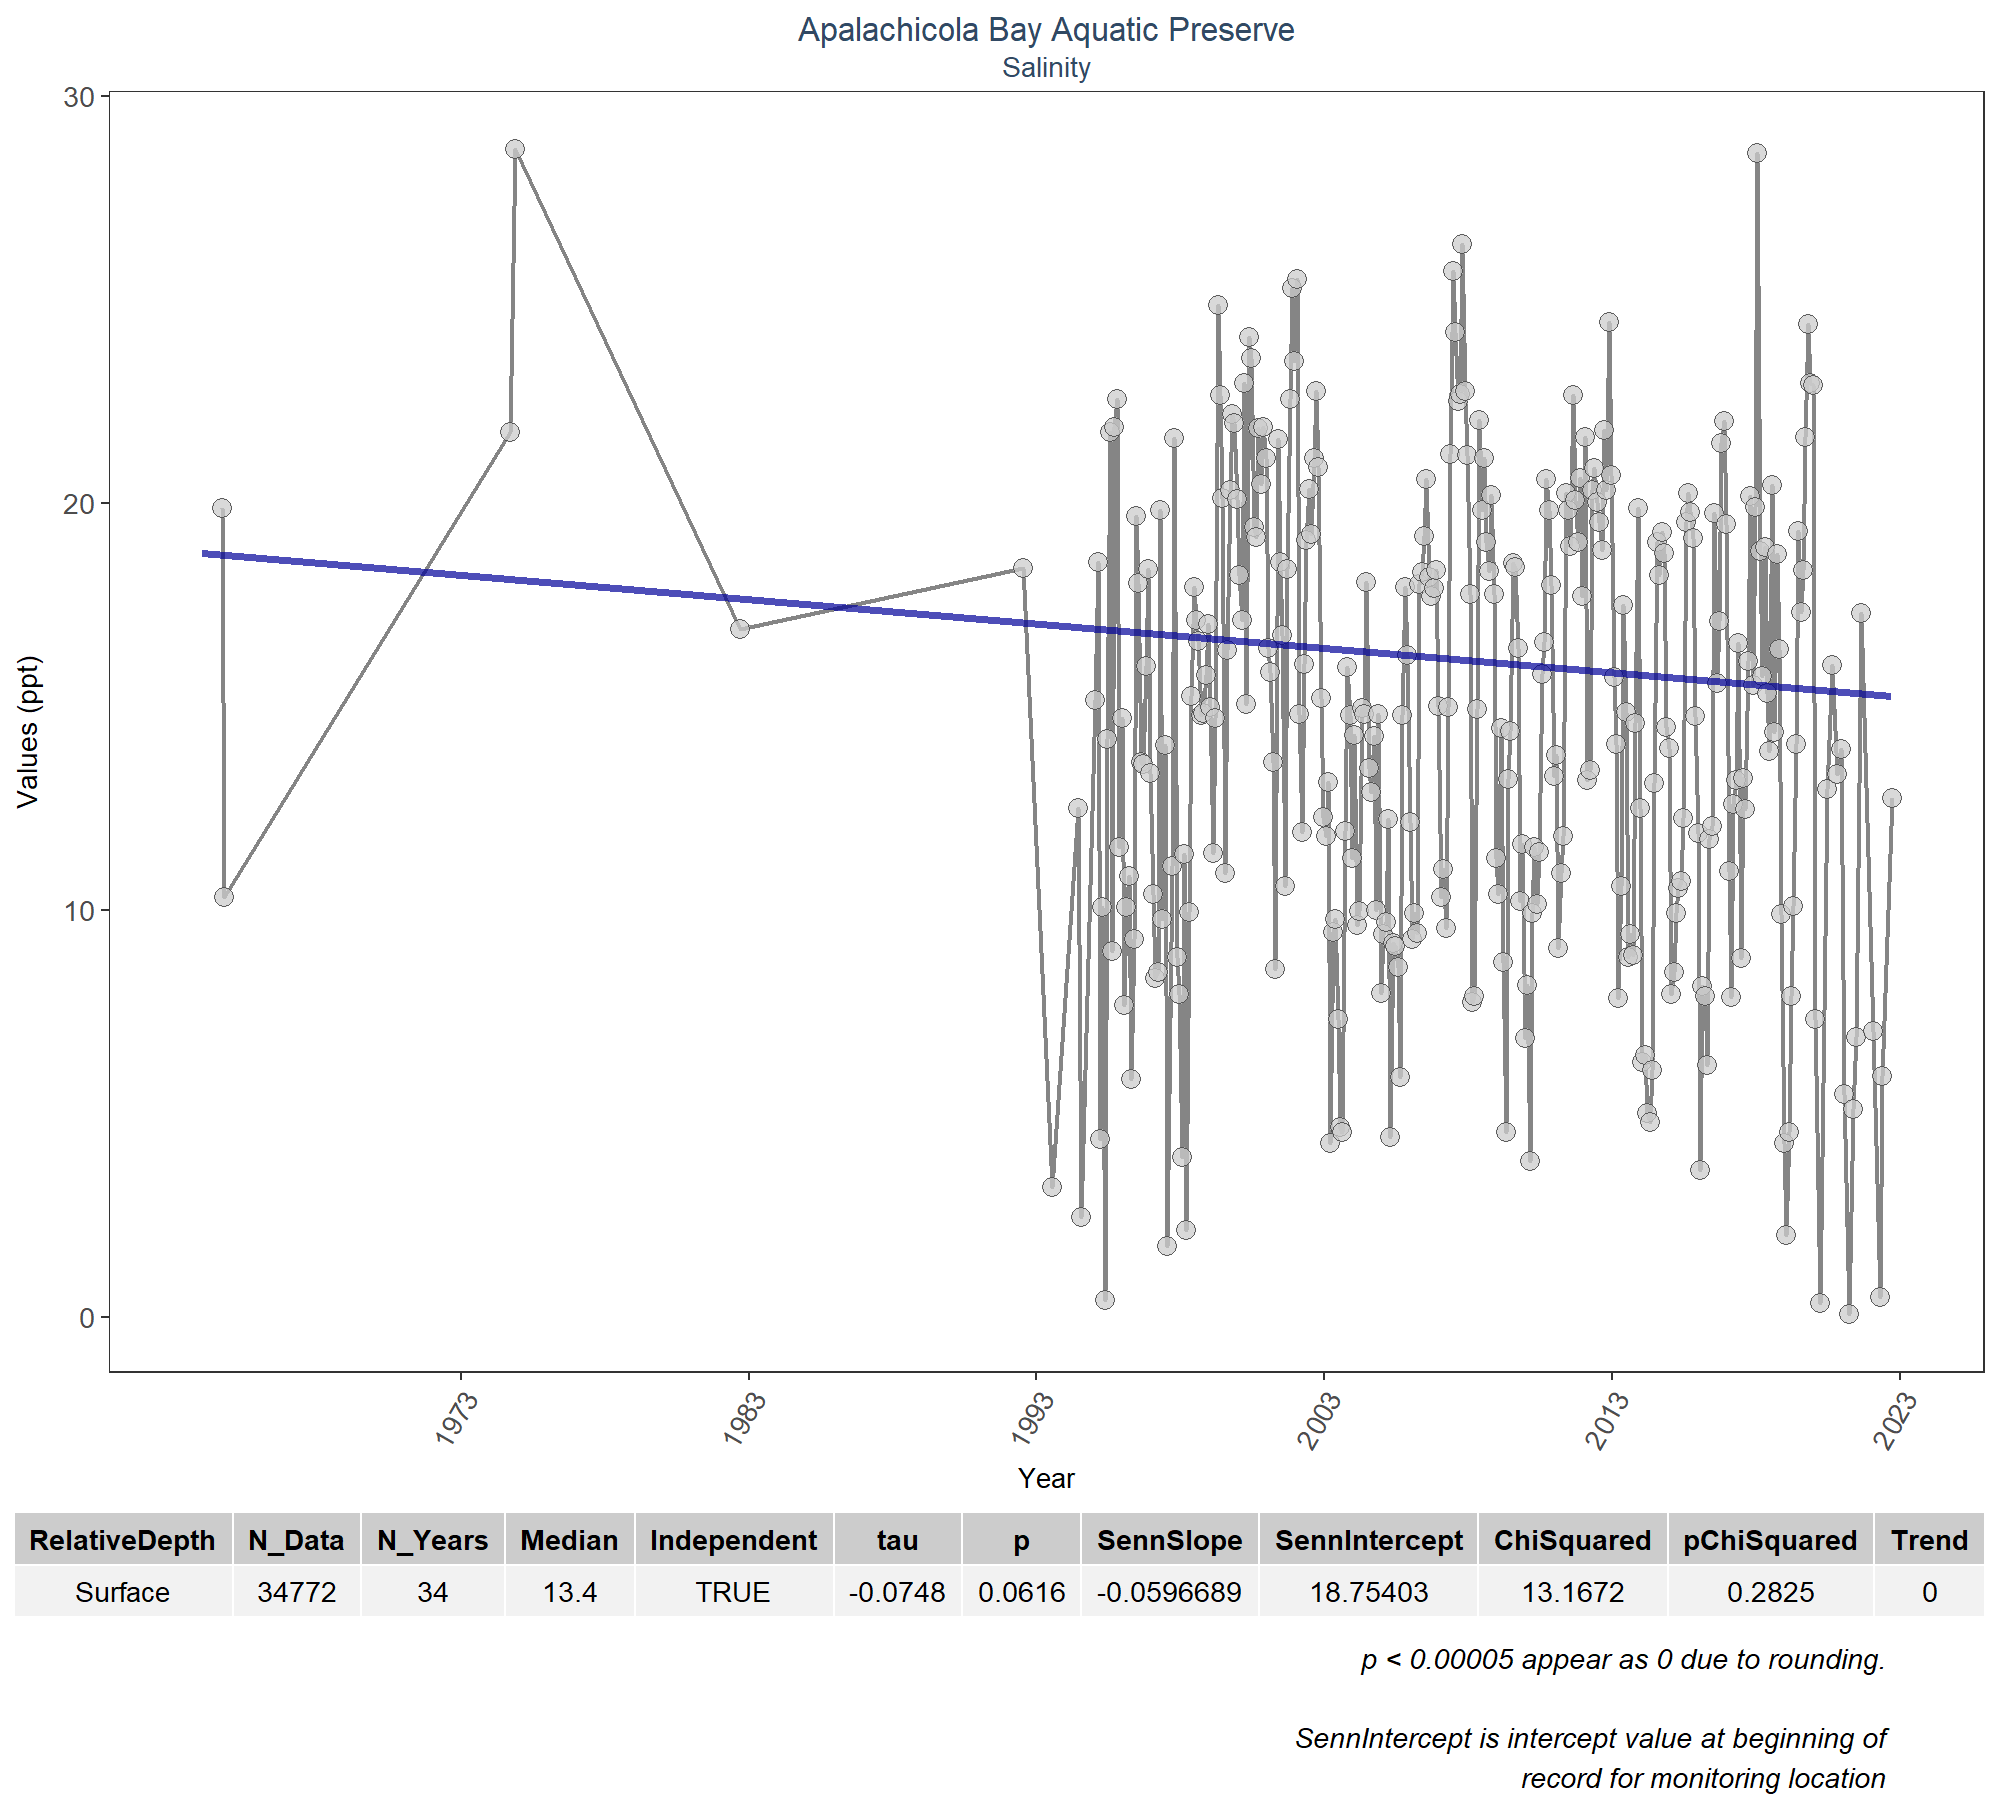 Apalachicola Bay Aquatic Preserve
Salinity
30
20
10
0
Values (ppt)
1973
1983
1993
2003
2013
2023
Year
RelativeDepth N_Data N_Years Median Independent tau p SennSlope SennIntercept ChiSquared pChiSquared Trend
Surface 34772 34 13.4 TRUE -0.0748 0.0616 -0.0596689 18.75403 13.1672 0.2825 0
p < 0.00005 appear as 0 due to rounding.
SennIntercept is intercept value at beginning of
record for monitoring location